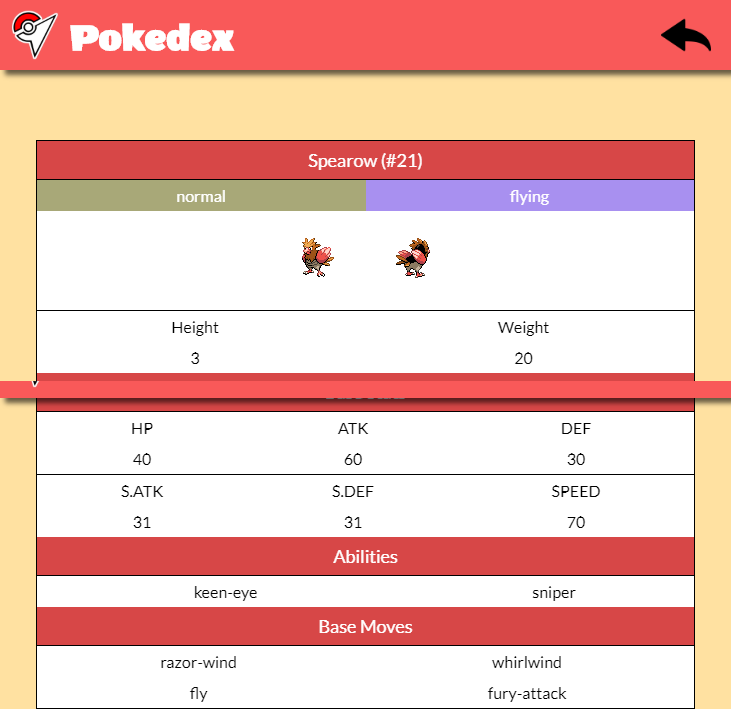 Pokedex
Spearow (#21)
normal flying
Height Weight
3 20
HP ATK DEF
40 60 30
S.ATK S.DEF SPEED
31 31 70
Abilities
keen-eye sniper
Base Moves
razor-wind whirlwind
fly fury-attack